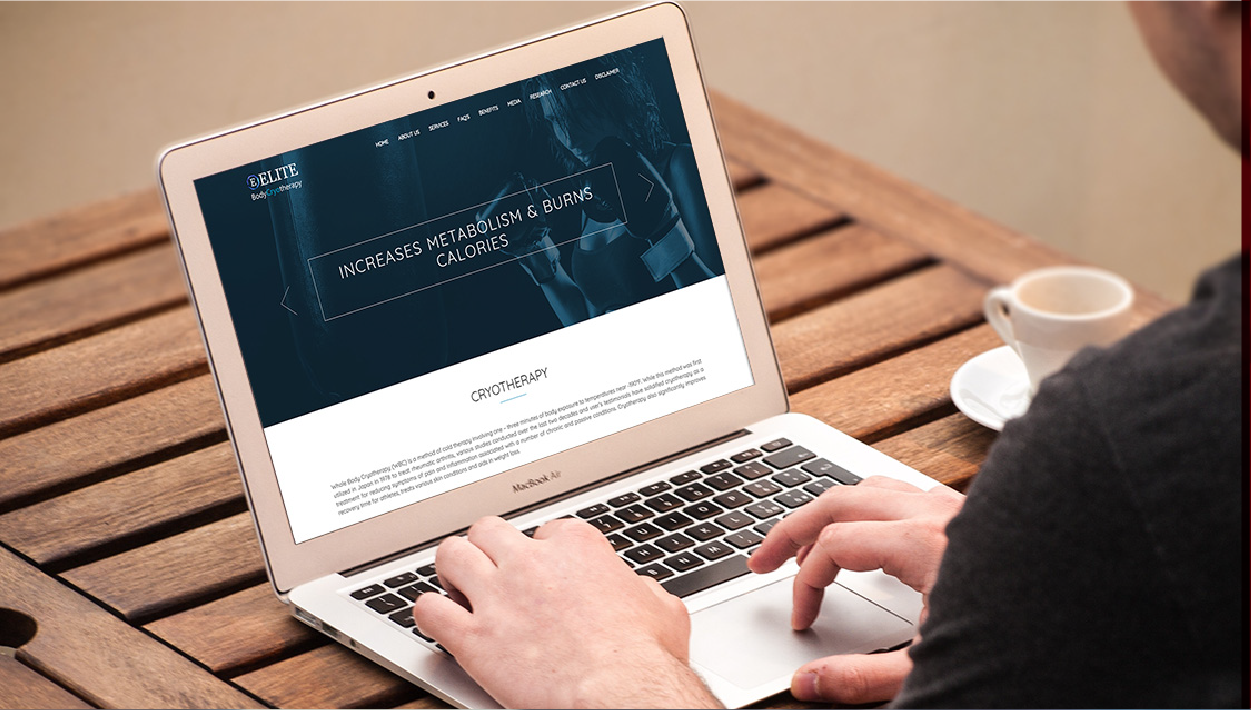 HOME ABOUT US SERVICES FAQS BENEFITS MEDIA RESEARCH CONTACT US DISCLAIMER
E ELITE
BodyCryotherapy
INCREASES METABOLISM & BURNS
CALORIES
CRYOTHERAPY
"Whole Body Cryotherapy (WBC) is a method of cold therapy involving one - three minutes of body exposure to temperatures near -190°F. While this method was first
utilized in Japan in 1978 to treat rheumatic arthritis, various studies conducted over the last two decades and user's testimonials have solidified cryotherapy as a
treatment for reducing symptoms of pain and inflammation associated with a number of chronic and passive conditions. Cryotherapy also significantly improves
recovery time for athletes, treats various skin conditions and aids in weight loss.
MacBook Air